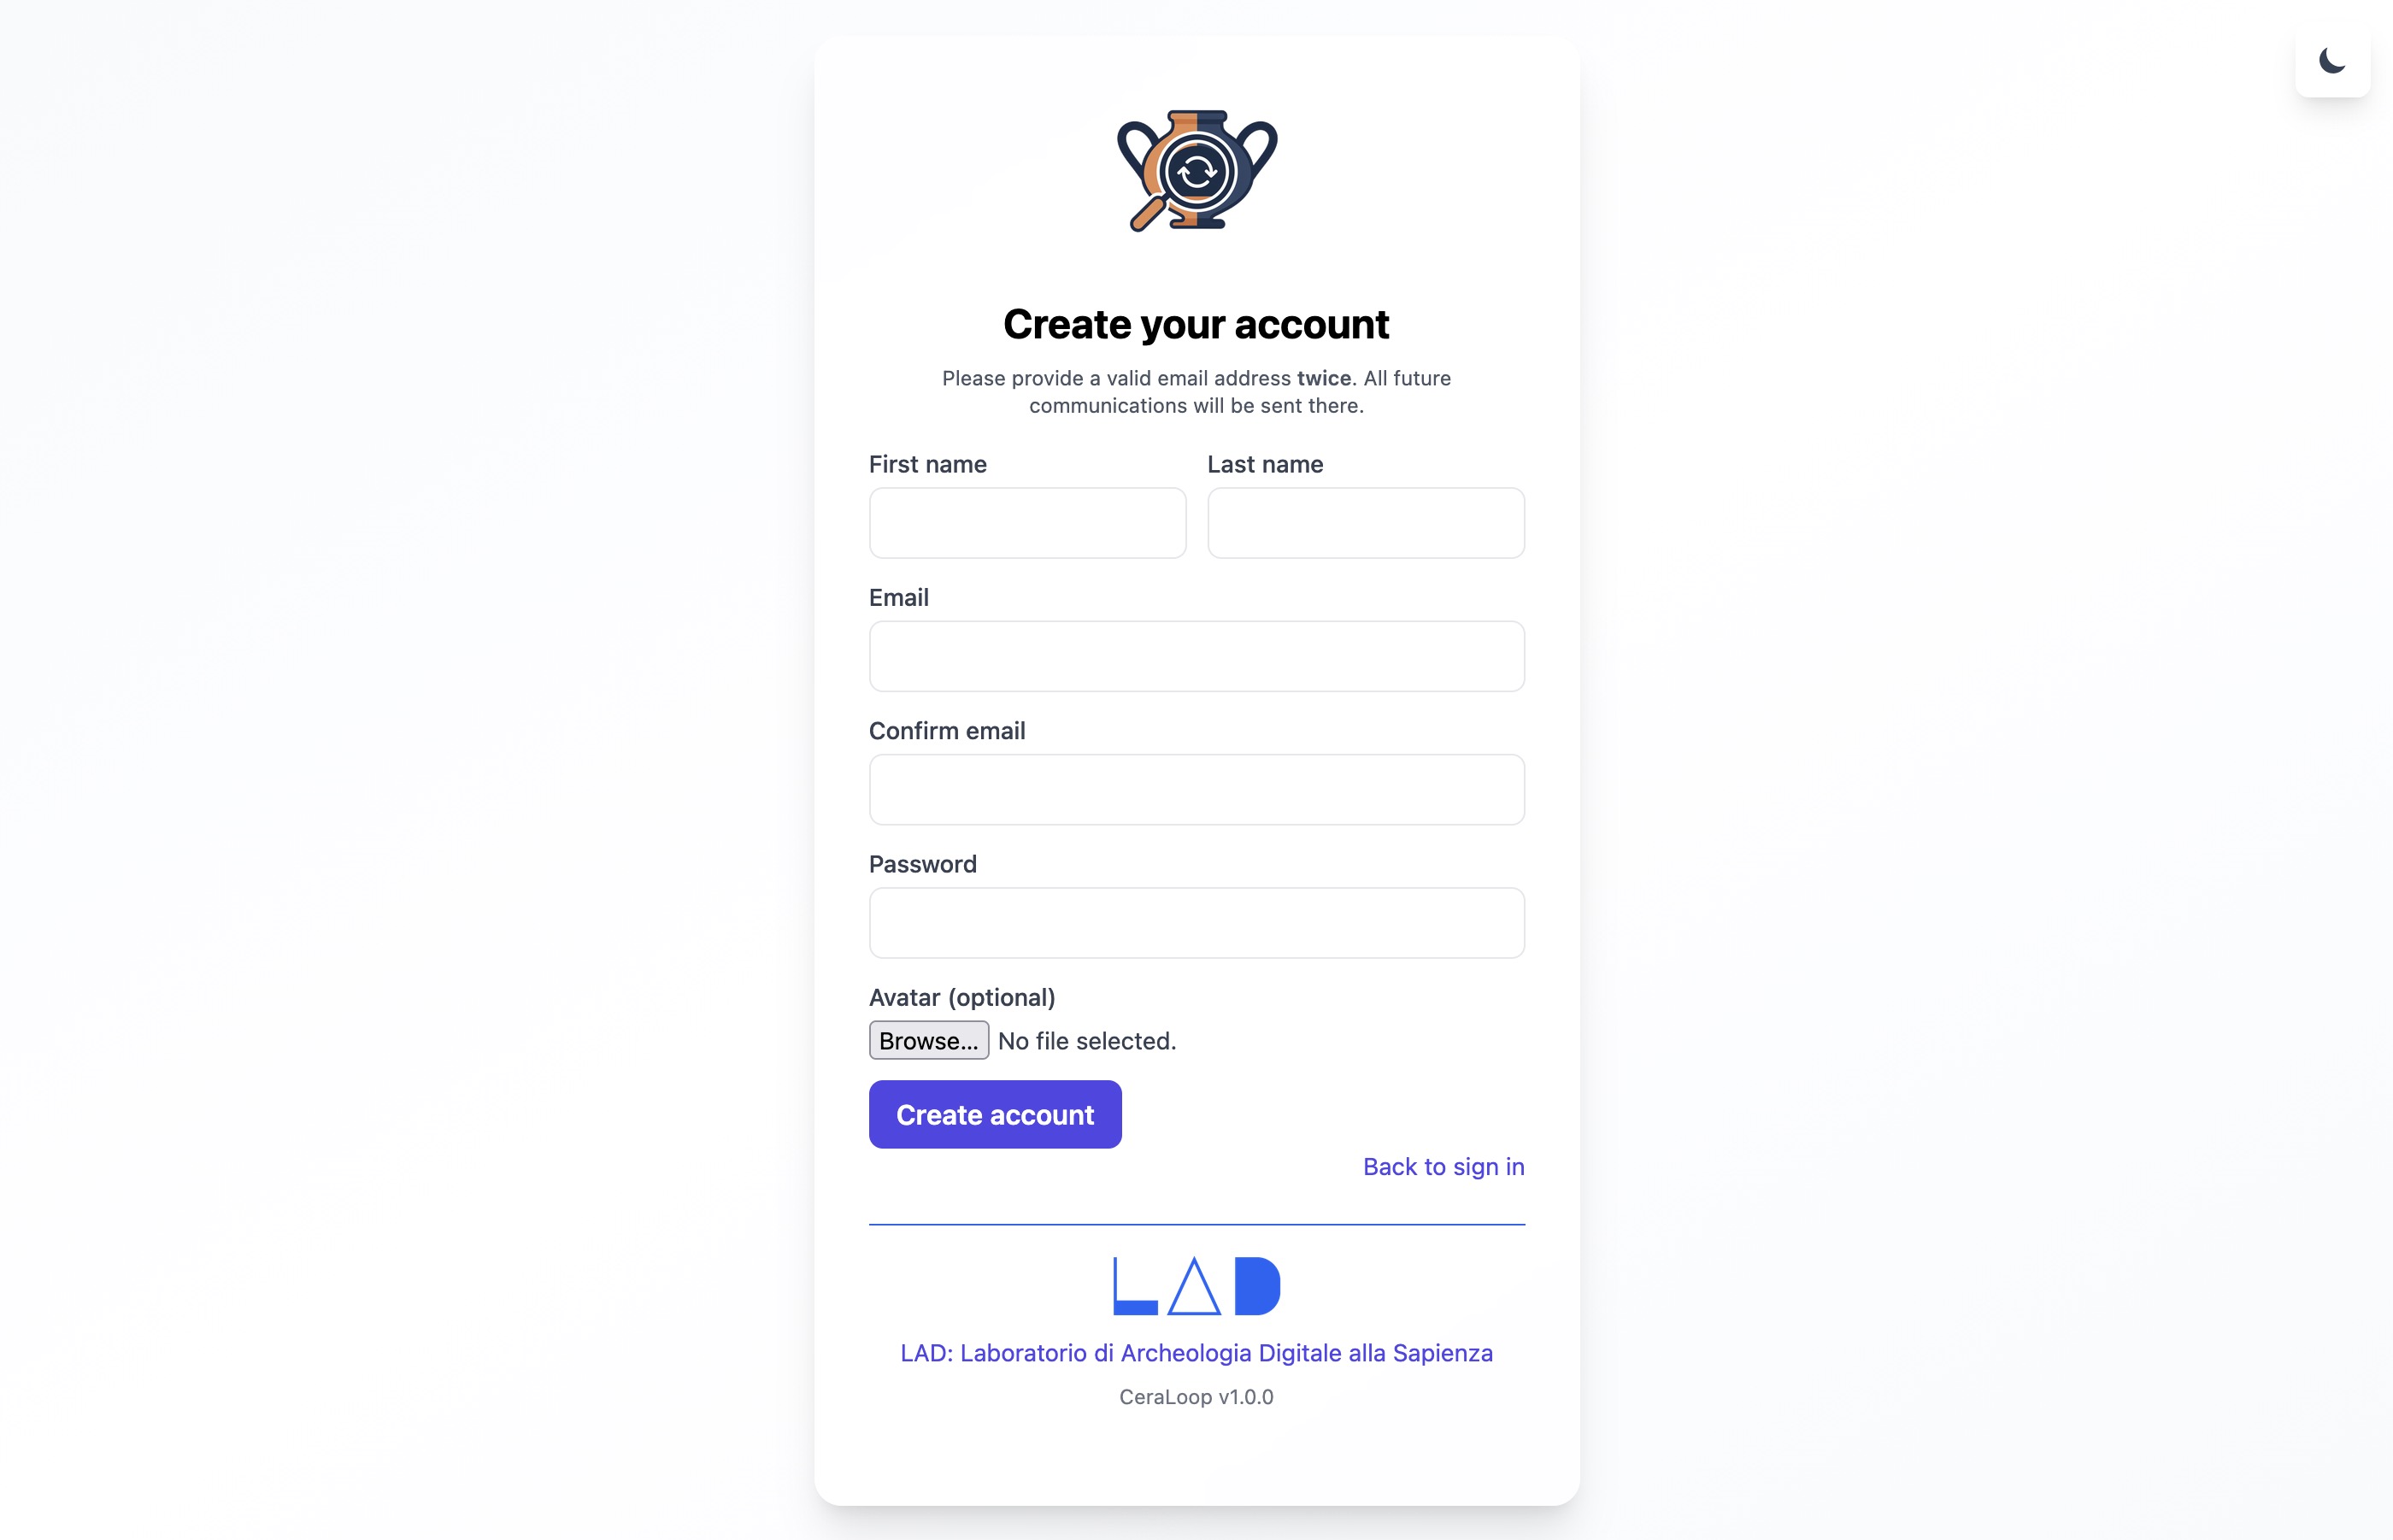 Create your account
Please provide a valid email address twice. All future
communications will be sent there.
First name
Last name
Email
Confirm email
Password
Avatar (optional)
Browse... No file selected.
Create account
Back to sign in
LAD
LAD: Laboratorio di Archeologia Digitale alla Sapienza
CeraLoop v1.0.0